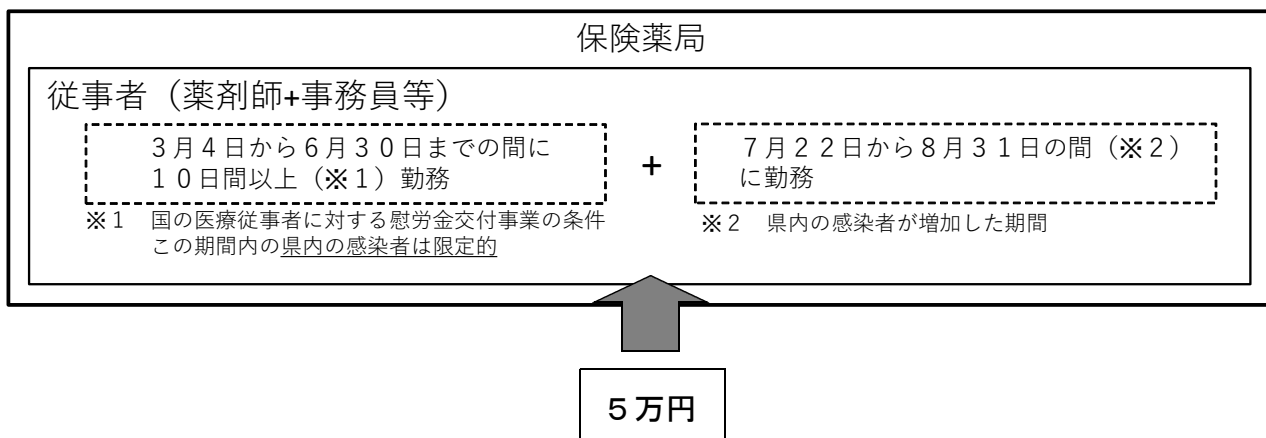 保険薬局
従事者（薬剤師+事務員等）
３月４日から６月３０日までの間に
１０日間以上（※１）勤務
+
７月２２日から８月３１日の間（※２）
に勤務
※１　国の医療従事者に対する慰労金交付事業の条件
この期間内の県内の感染者は限定的
※２　県内の感染者が増加した期間
５万円